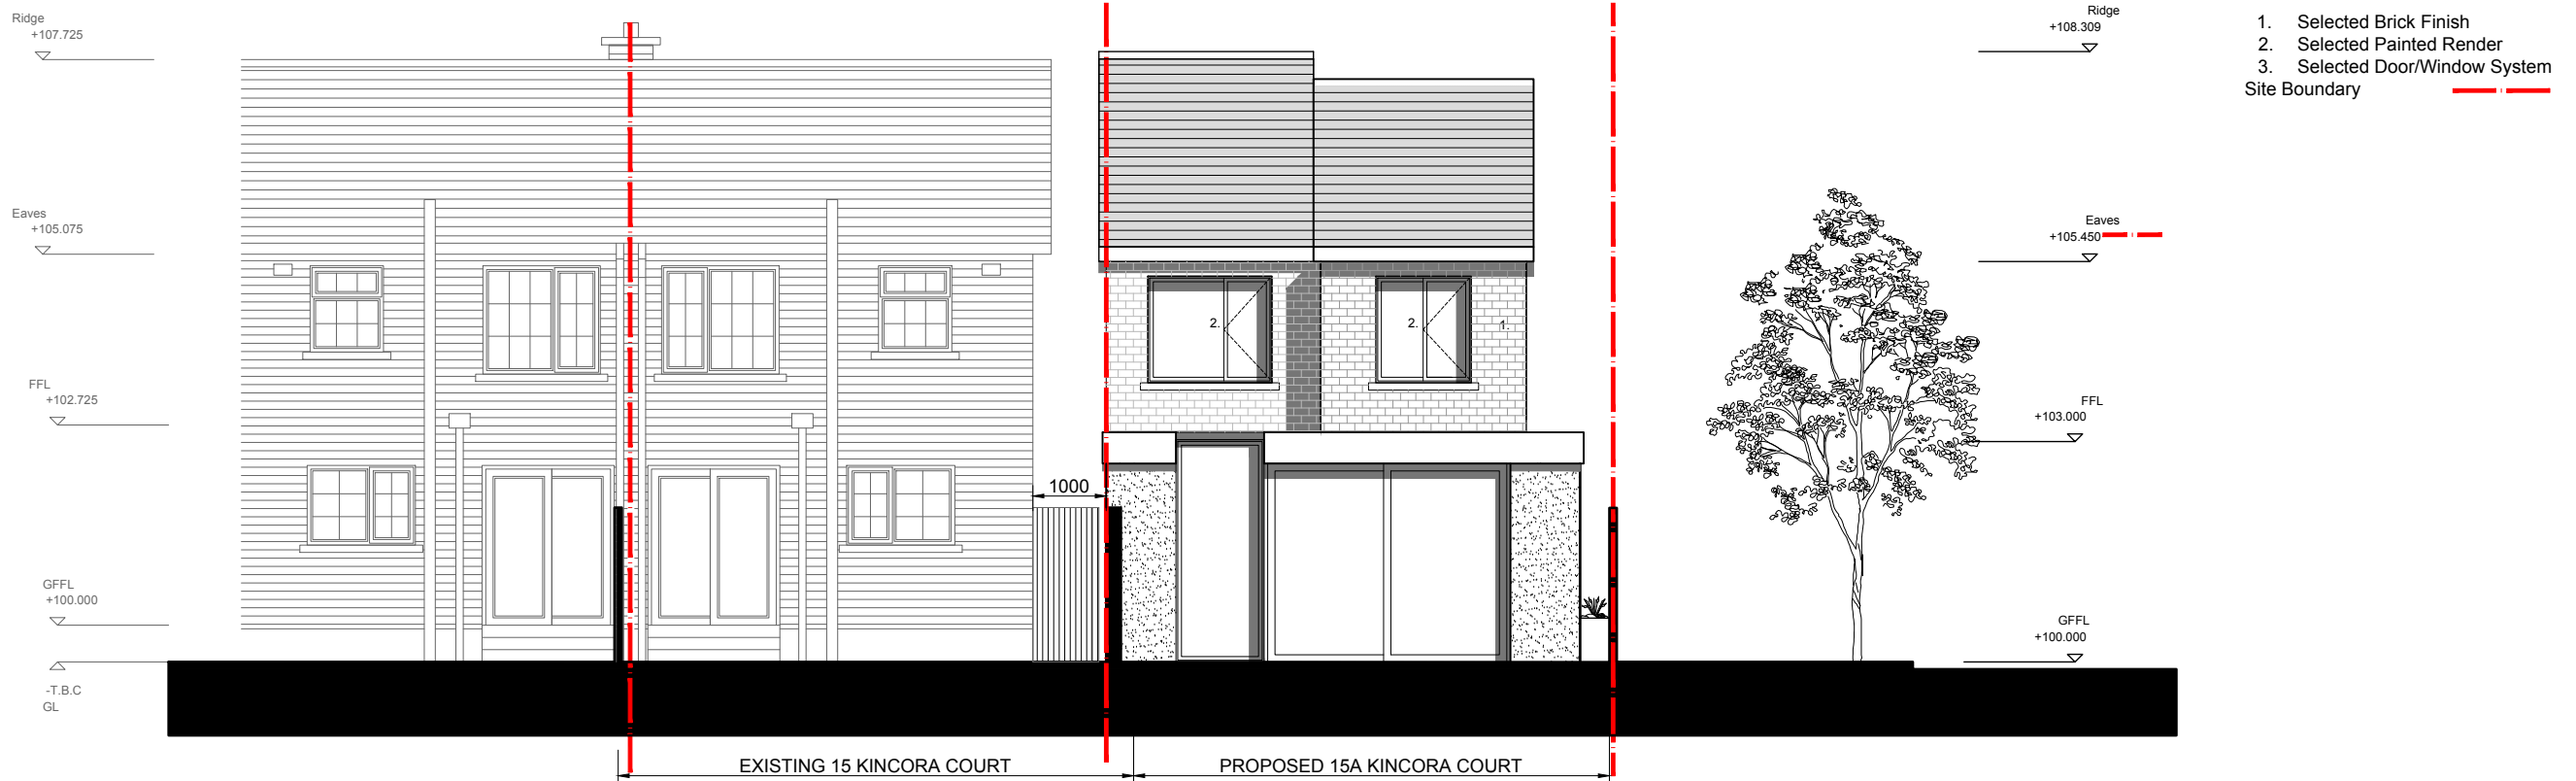 Ridge
+107.725
Eaves
+105.075
FFL
+102.725
GFFL
+100.000
-T.B.C
GL
1000
2.
2.
1.
EXISTING 15 KINCORA COURT
PROPOSED 15A KINCORA COURT
Ridge
+108.309
Eaves
+105.450
FFL
+103.000
GFFL
+100.000
1. Selected Brick Finish
2. Selected Painted Render
3. Selected Door/Window System
Site Boundary